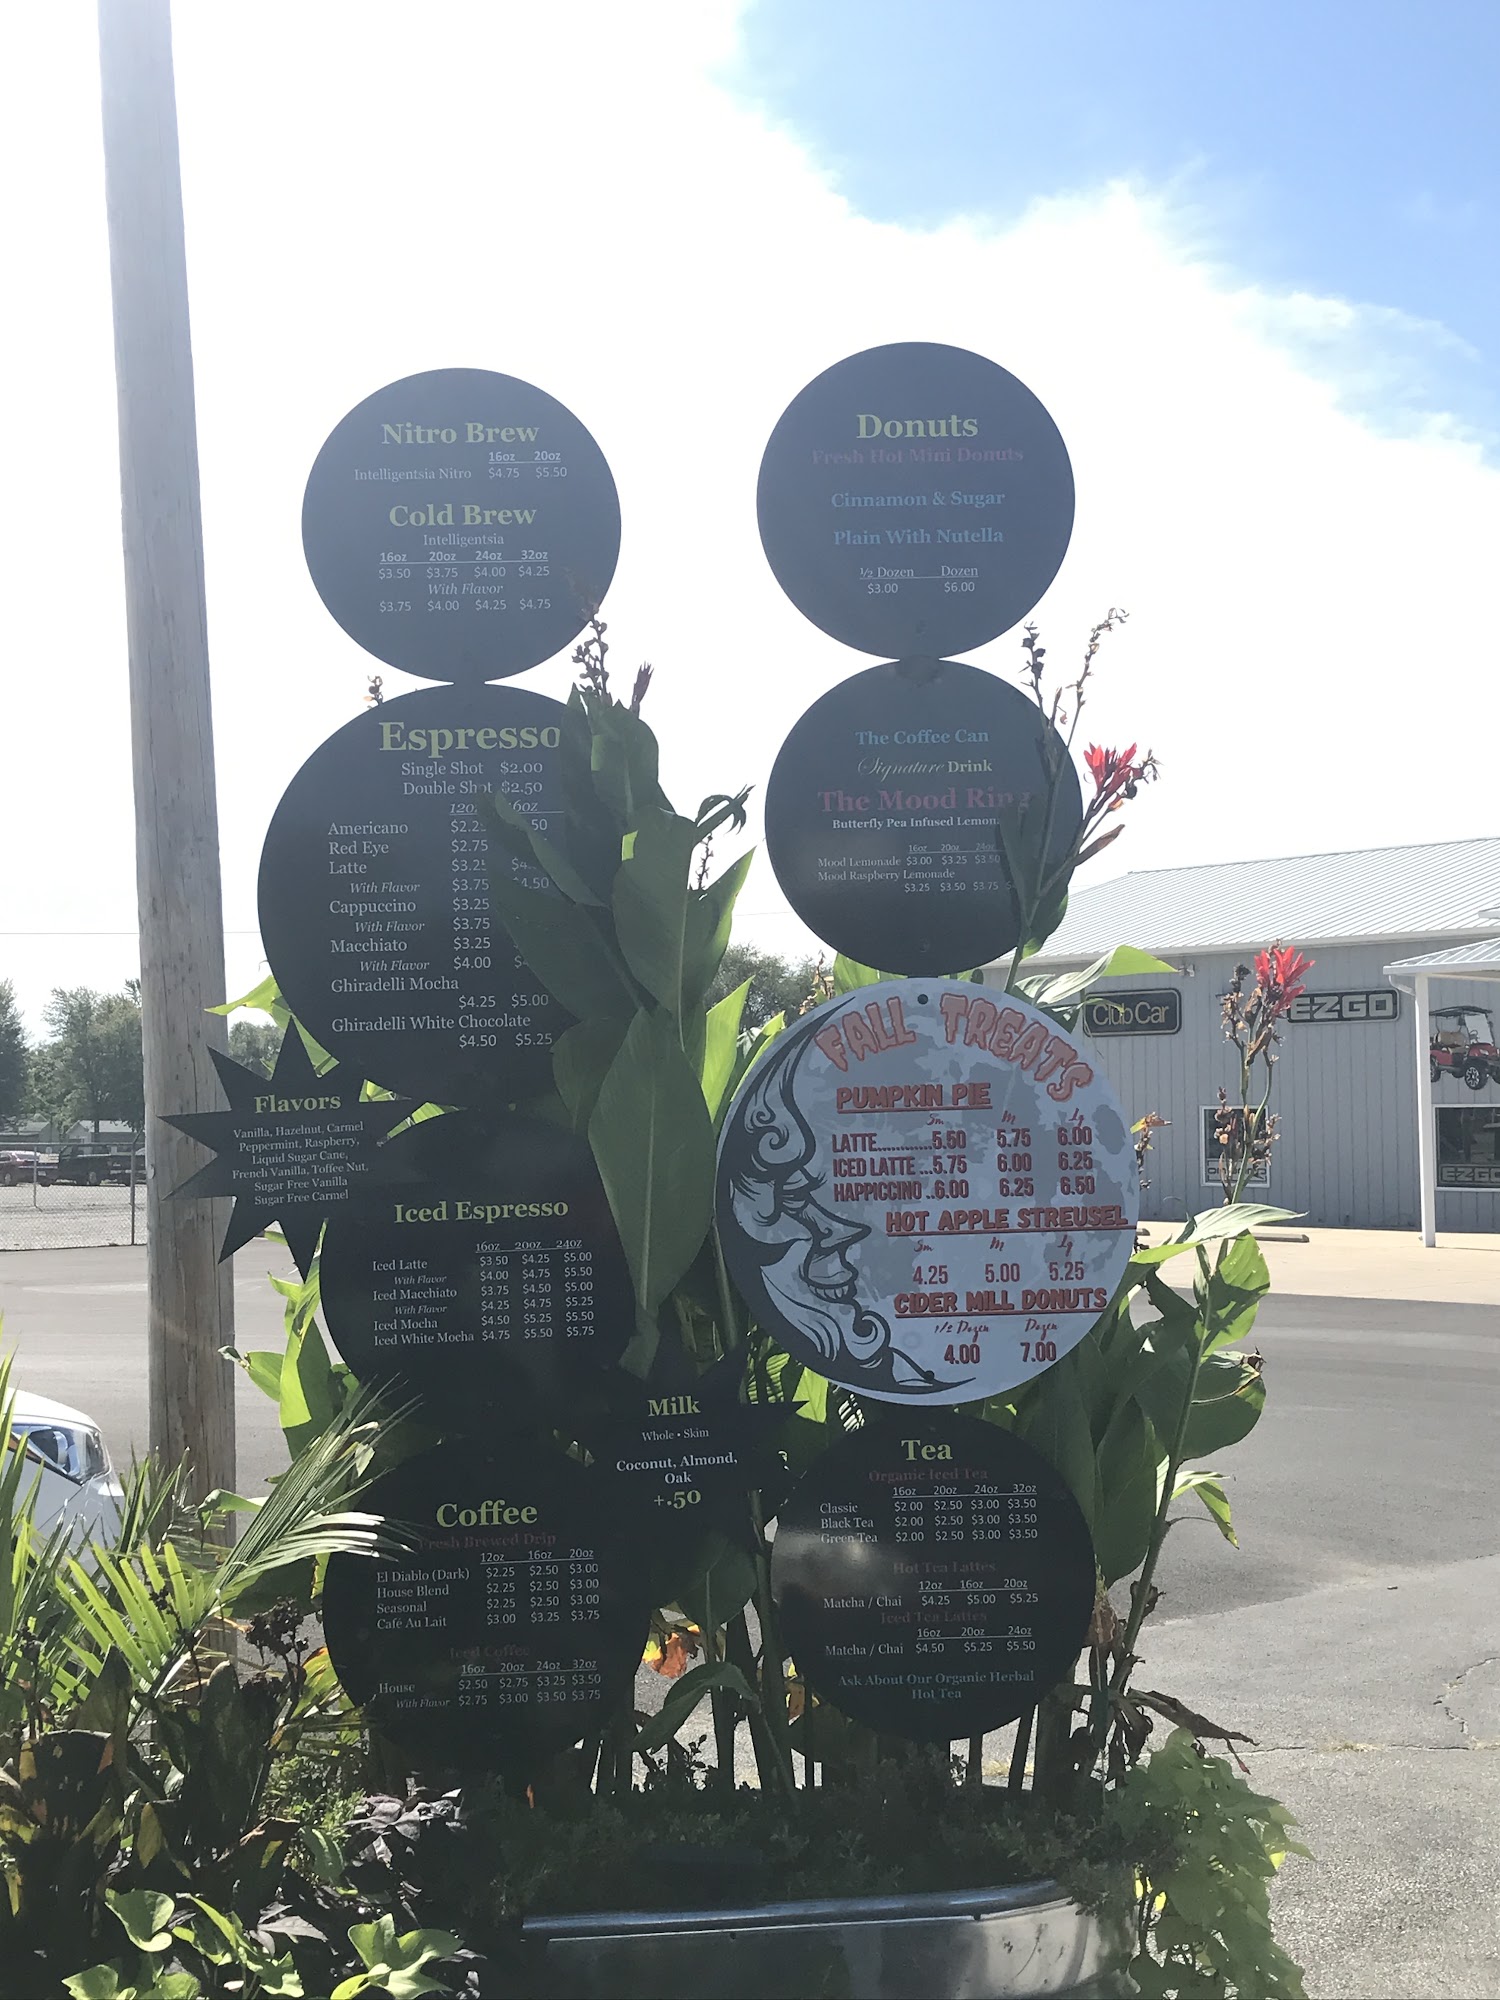 Nitro Brew
16oz 20oz
Intelligentsia Nitro $4.75 $5.50
Cold Brew
Intelligentsia
16oz 20oz 24oz 32oz
$3.50 $3.75 $4.00 $4.25
With Flavor
$3.75 $4.00 $4.25 $4.75
Espresso
Single Shot $2.00
Double Shot $2.50
12oz 16oz
Americano
Red Eye $2.75
Latte
With Flavor $3.75 $4.50
Cappuccino $3.25
With Flavor $3.75
Macchiato $3.25
With Flavor $4.00
Ghiradelli Mocha
$4.25 $5.00
Ghiradelli White Chocolate
$4.50 $5.25
Flavors
Vanilla, Hazelnut, Carmel
Peppermint, Raspberry,
Liquid Sugar Cane,
French Vanilla, Toffee Nut,
Sugar Free Vanilla
Sugar Free Carmel
Iced Espresso
16oz 20oz 24oz
Iced Latte $3.50 $4.25 $5.00
With Flavor $4.00 $4.75 $5.50
Iced Macchiato $3.75 $4.50 $5.00
With Flavor $4.25 $4.75 $5.25
Iced Mocha $4.50 $5.25 $5.50
Iced White Mocha $4.75 $5.50 $5.75
Milk
Whole • Skim
Coconut, Almond,
Oak
+.50
Coffee
Fresh Brewed Drip
12oz 16oz 20oz
El Diablo (Dark) $2.25 $2.50 $3.00
House Blend $2.25 $2.50 $3.00
Seasonal $2.25 $2.50 $3.00
Café Au Lait $3.00 $3.25 $3.75
Iced Coffee
16oz 20oz 24oz 32oz
House $2.50 $2.75 $3.25 $3.50
With Flavor $2.75 $3.00 $3.50 $3.75
Donuts
Fresh Hot Mini Donuts
Cinnamon & Sugar
Plain With Nutella
½ Dozen Dozen
$3.00 $6.00
The Coffee Can
Signature Drink
The Mood Ring
Butterfly Pea Infused
16oz 20oz 24oz
Mood Lemonade $3.00 $3.25 $3.50
Mood Raspberry Lemonade
$3.25 $3.50 $3.75
FALL TREATS
PUMPKIN PIE
Sm M Lg
LATTE............5.50 5.75 6.00
ICED LATTE ...5.75 6.00 6.25
HAPPICCINO ..6.00 6.25 6.50
HOT APPLE STREUSEL
Sm M Lg
4.25 5.00 5.25
CIDER MILL DONUTS
1/2 Dozen Dozen
4.00 7.00
Tea
Organic Iced Tea
16oz 20oz 24oz 32oz
Classic $2.00 $2.50 $3.00 $3.50
Black Tea $2.00 $2.50 $3.00 $3.50
Green Tea $2.00 $2.50 $3.00 $3.50
Hot Tea Lattes
12oz 16oz 20oz
Matcha / Chai $4.25 $5.00 $5.25
Iced Tea Lattes
16oz 20oz 24oz
Matcha / Chai $4.50 $5.25 $5.50
Ask About Our Organic Herbal
Hot Tea
Club Car
EZGO
EZGO